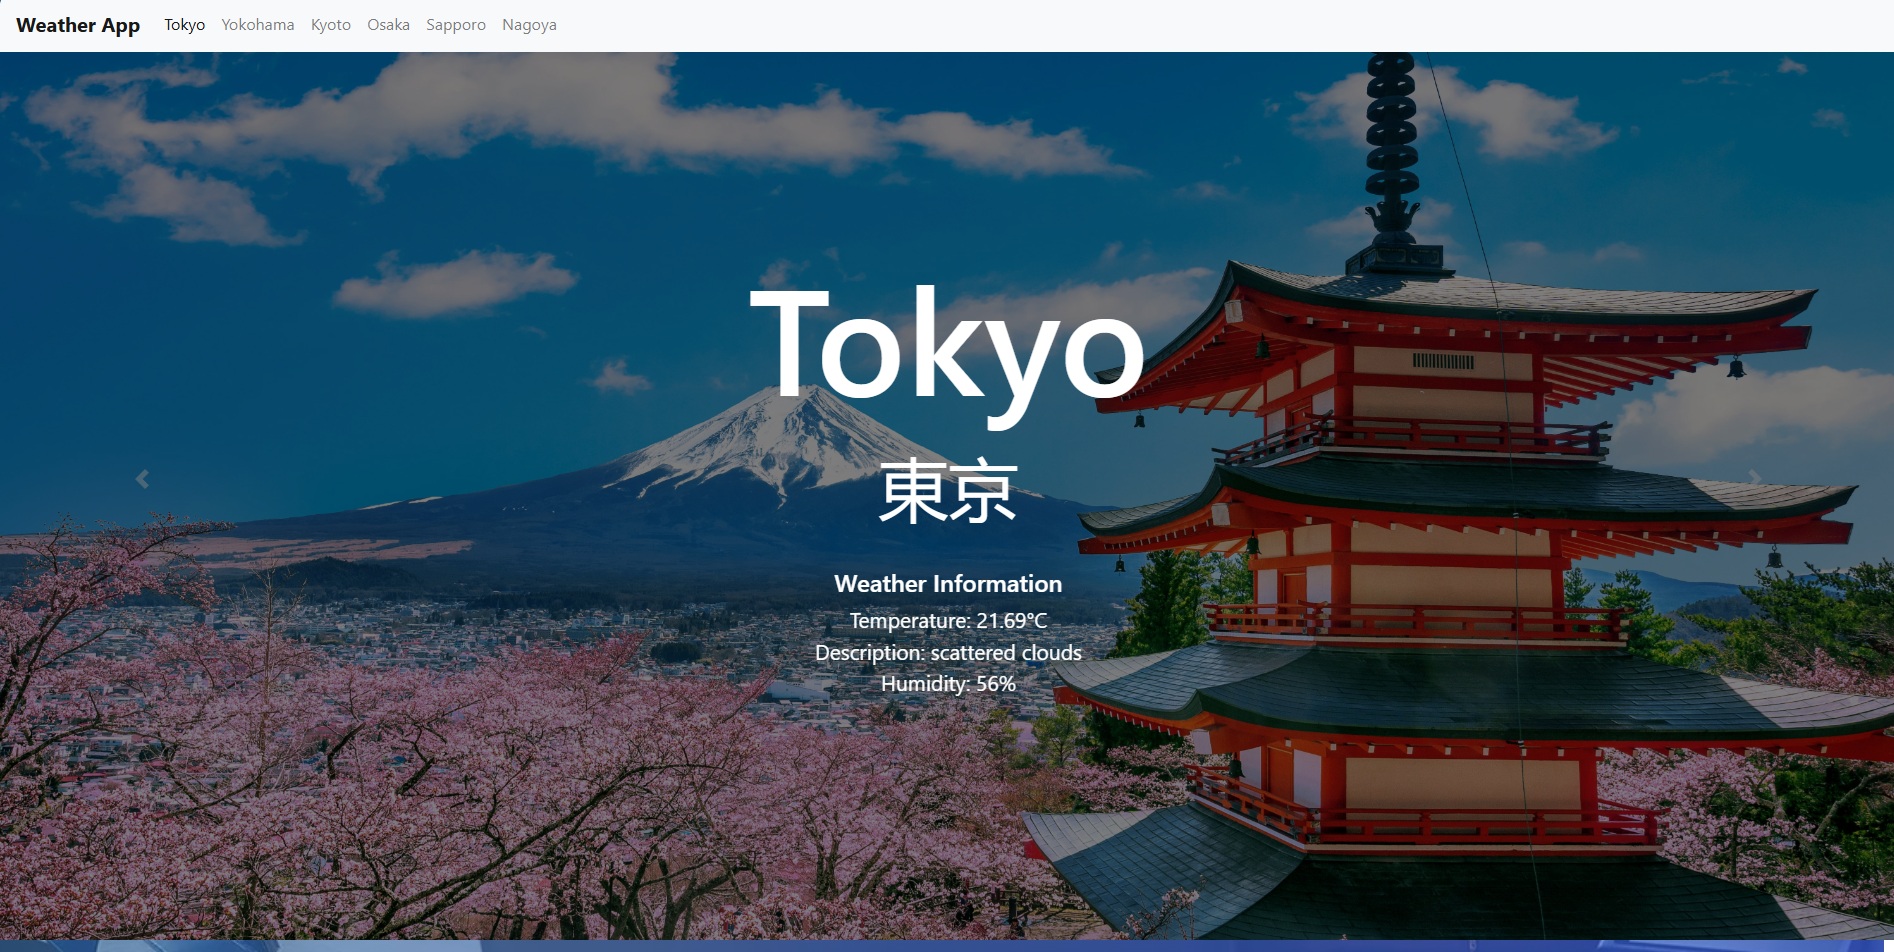 Weather App Tokyo Yokohama Kyoto Osaka Sapporo Nagoya
Tokyo
東京
Weather Information
Temperature: 21.69°C
Description: scattered clouds
Humidity: 56%